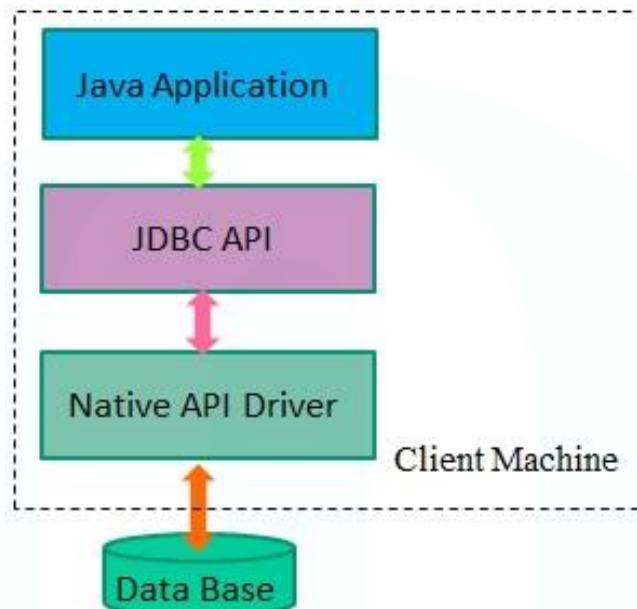 Java Application
JDBC API
Native API Driver
Client Machine
Data Base